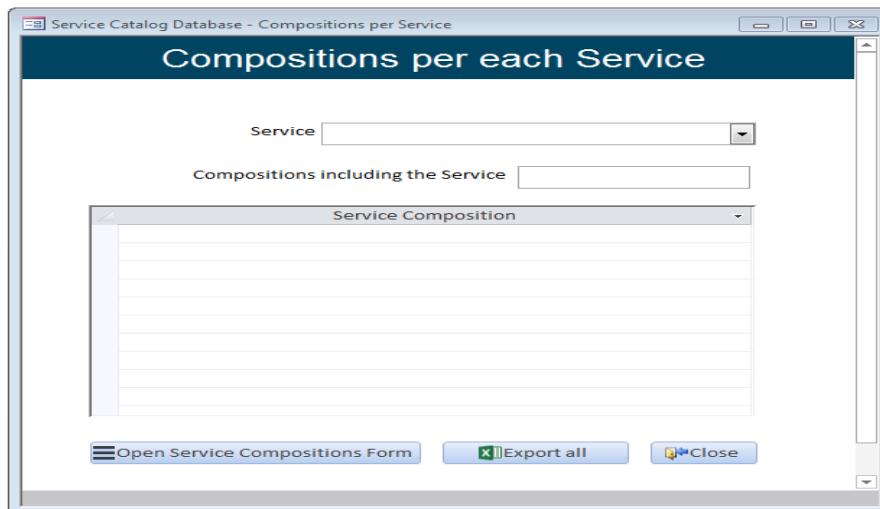 Service Catalog Database - Compositions per Service
Compositions per each Service
Service
Compositions including the Service
Service Composition
Open Service Compositions Form Export all Close